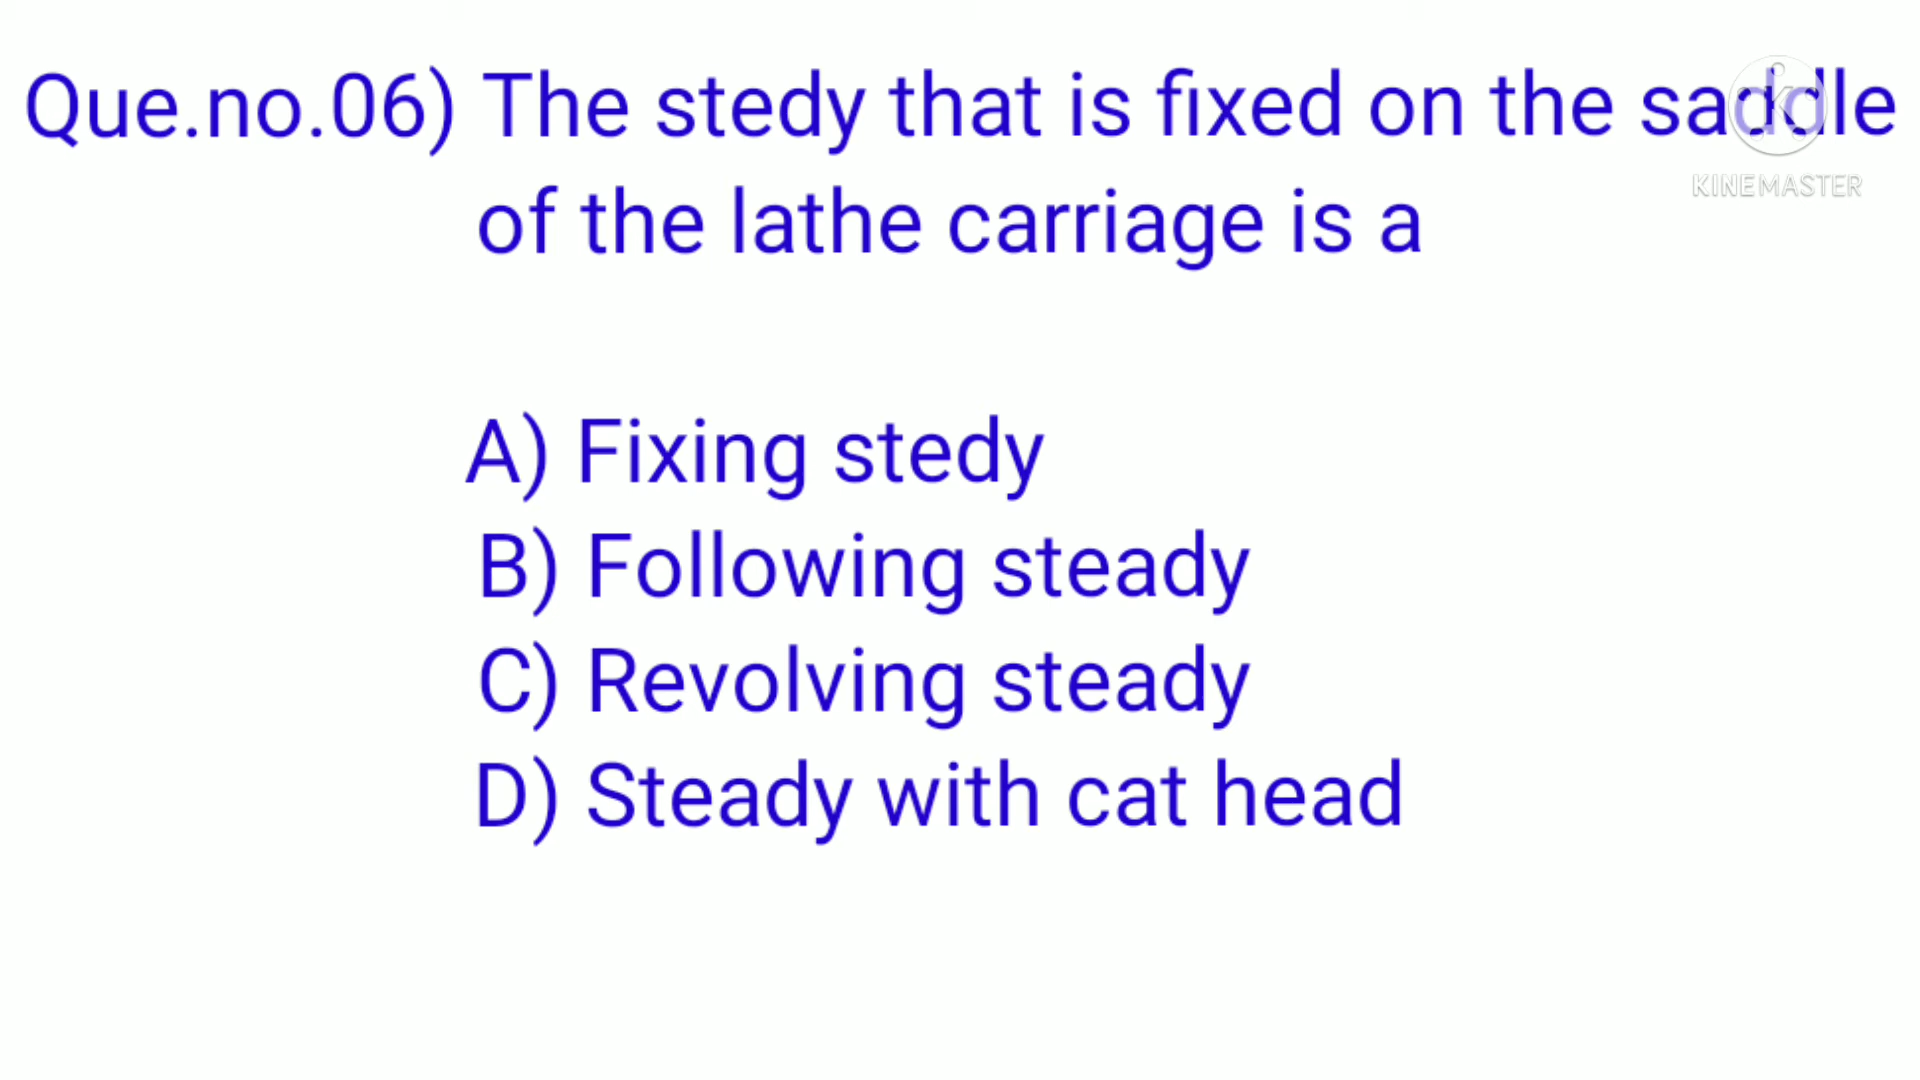 Que.no.06) The stedy that is fixed on the saddle
KINEMASTER
of the lathe carriage is a
A) Fixing stedy
B) Following steady
C) Revolving steady
D) Steady with cat head